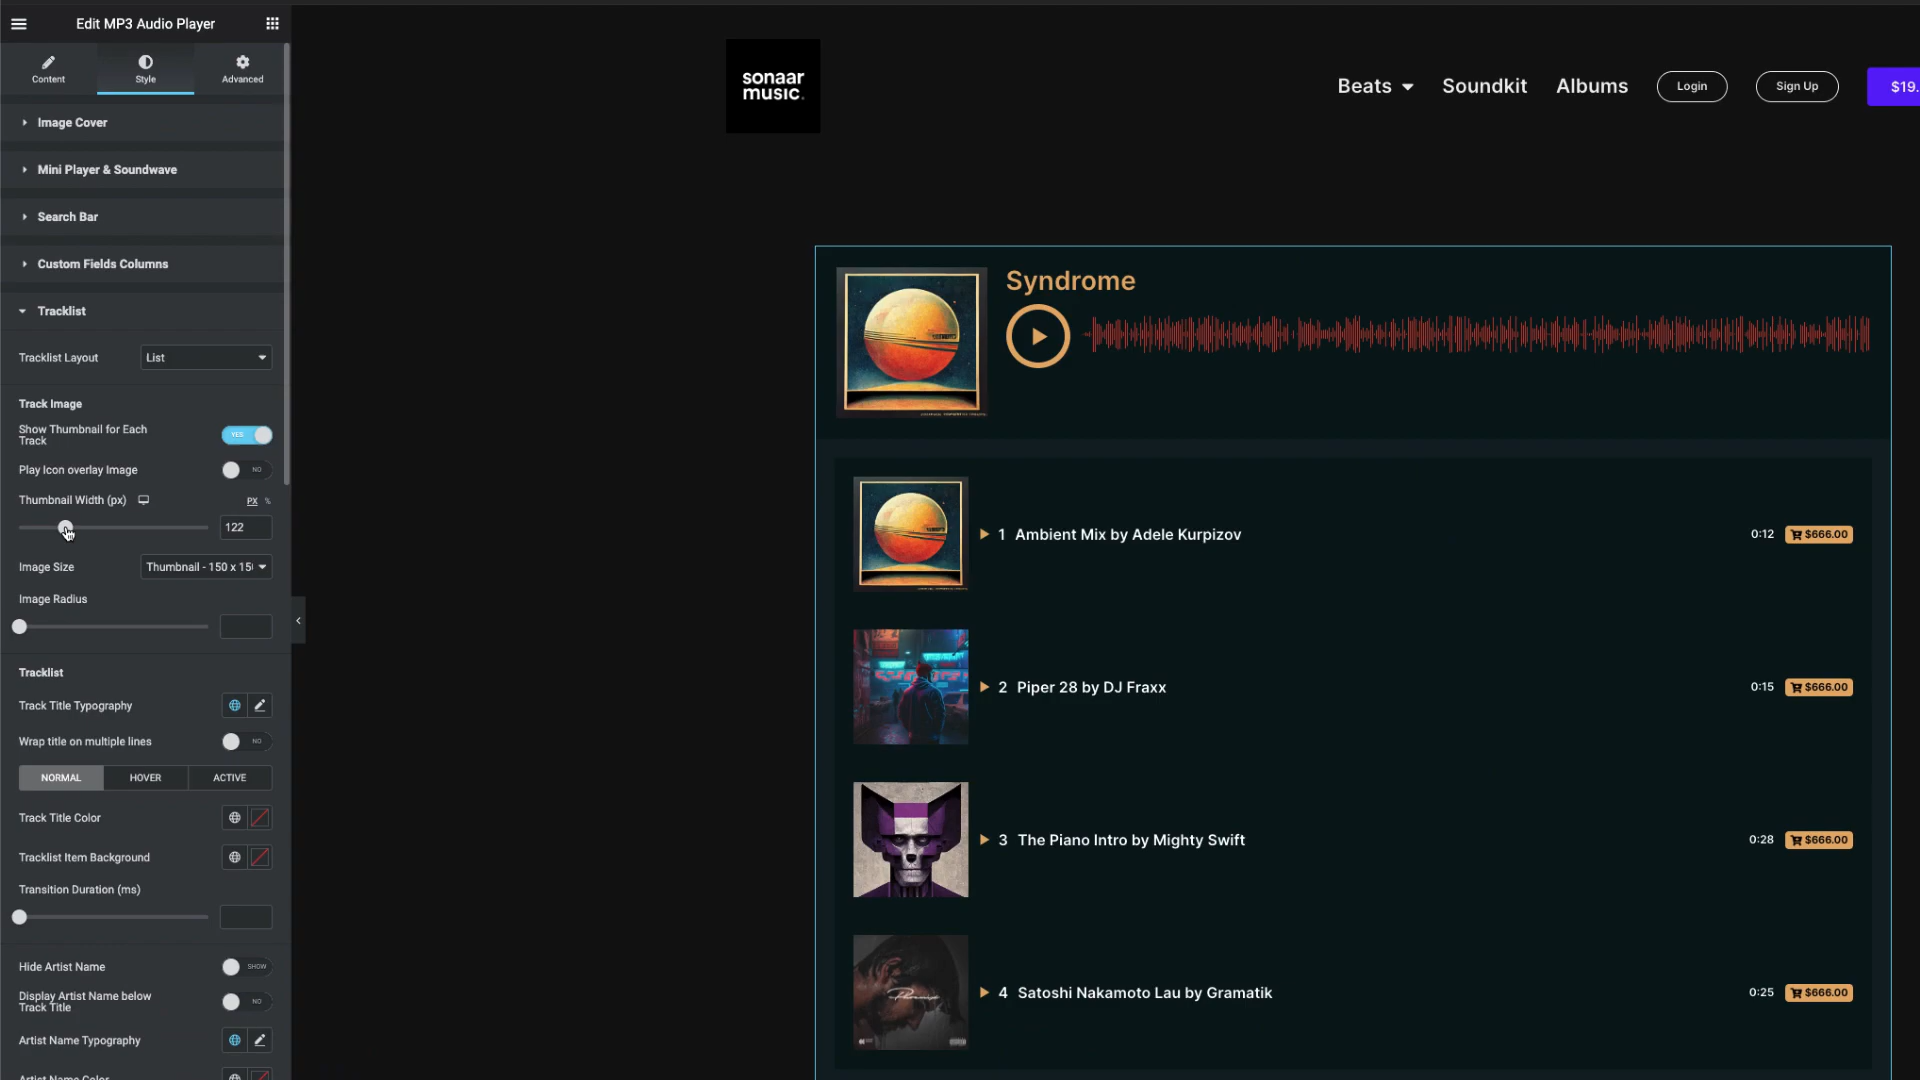 Edit MP3 Audio Player
Content
Style
Advanced
Image Cover
Mini Player & Soundwave
Search Bar
Custom Fields Columns
Tracklist
Tracklist Layout
List
Track Image
Show Thumbnail for Each
Track
YES
Play Icon overlay Image
NO
Thumbnail Width (px)
PX %
122
Image Size
Thumbnail - 150 x 15
Image Radius
Tracklist
Track Title Typography
Wrap title on multiple lines
NO
NORMAL
HOVER
ACTIVE
Track Title Color
Tracklist Item Background
Transition Duration (ms)
Hide Artist Name
SHOW
Display Artist Name below
Track Title
NO
Artist Name Typography
Artist Name Color
sonaar
music.
Beats
Soundkit
Albums
Login
Sign Up
$19.
Syndrome
1 Ambient Mix by Adele Kurpizov
0:12
$666.00
2 Piper 28 by DJ Fraxx
0:15
$666.00
3 The Piano Intro by Mighty Swift
0:28
$666.00
4 Satoshi Nakamoto Lau by Gramatik
0:25
$666.00